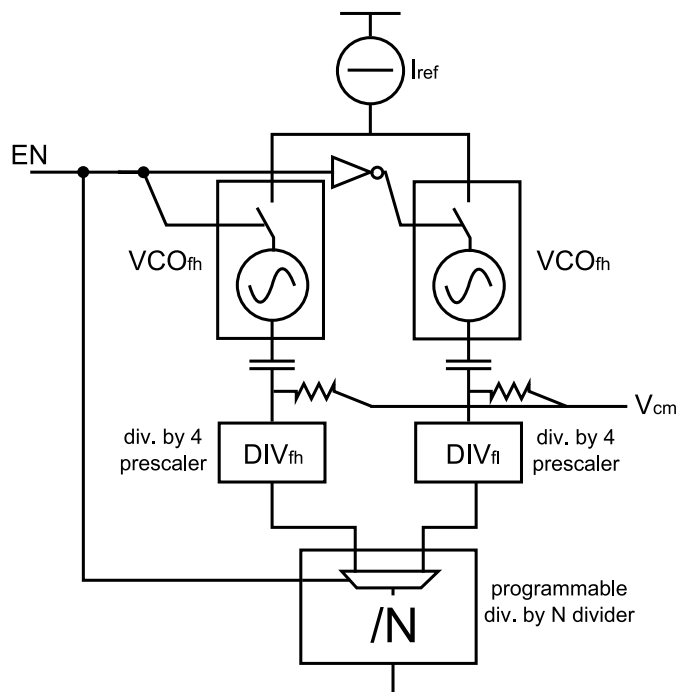 Iref
EN
VCOfh
VCOfh
Vcm
div. by 4
prescaler
DIVfh
DIVfl
div. by 4
prescaler
programmable
div. by N divider
/N